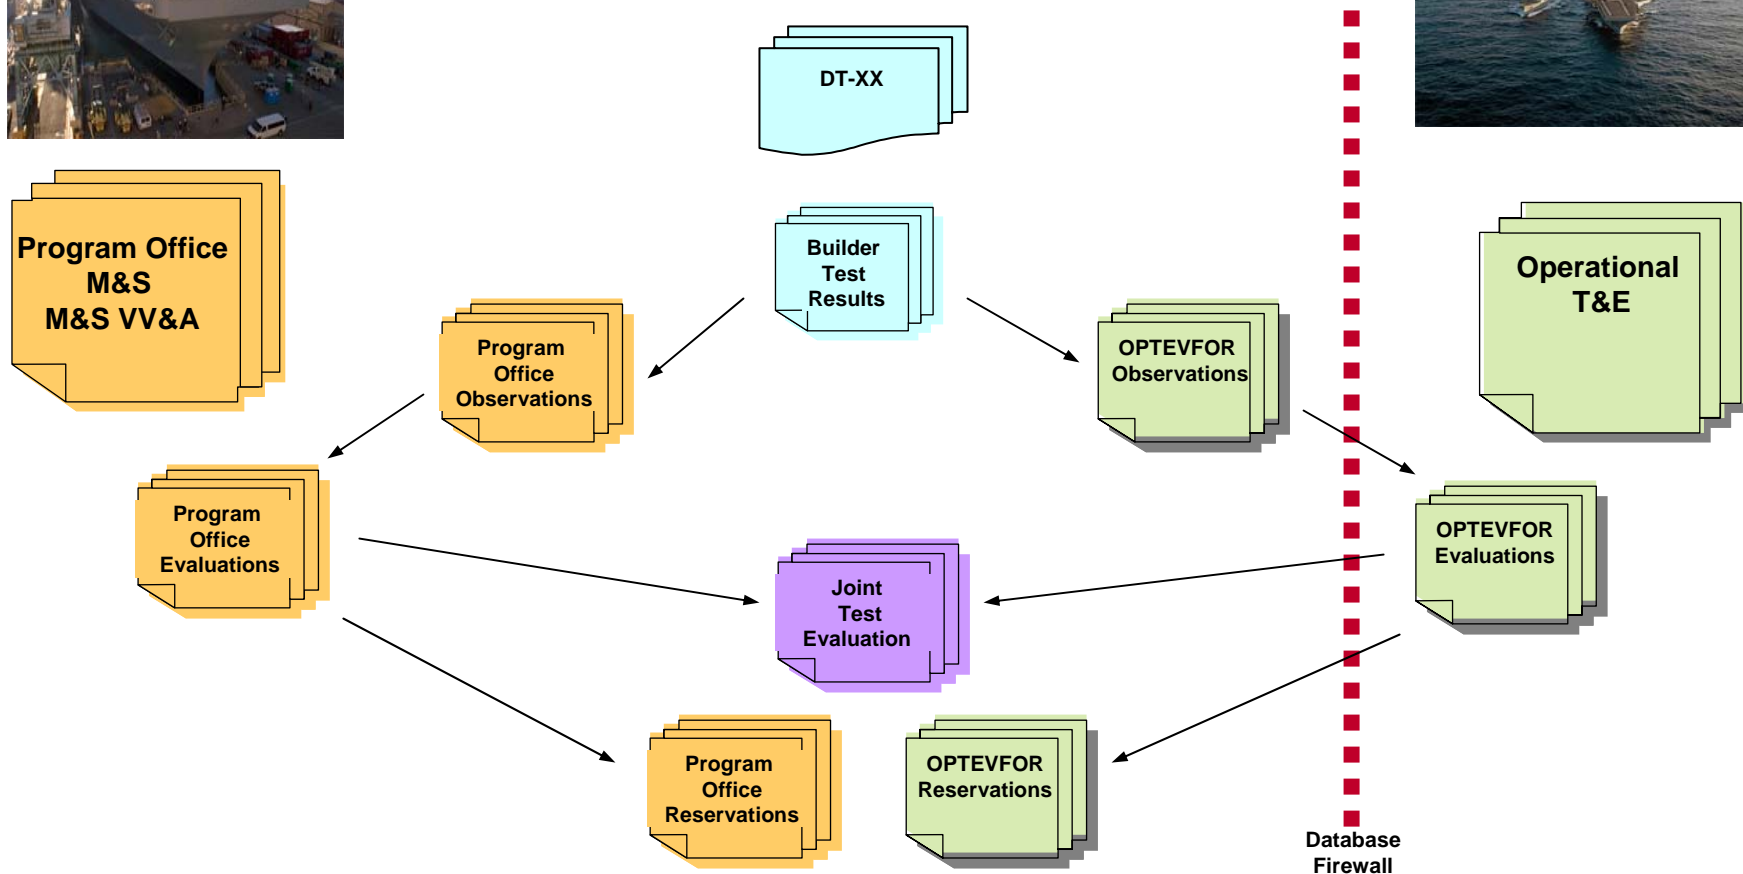 DT-XX
Program Office
M&S
M&S VV&A
Builder
Test
Results
Operational
T&E
Program
Office
Observations
OPTEVFOR
Observations
Program
Office
Evaluations
OPTEVFOR
Evaluations
Joint
Test
Evaluation
Program
Office
Reservations
OPTEVFOR
Reservations
Database
Firewall